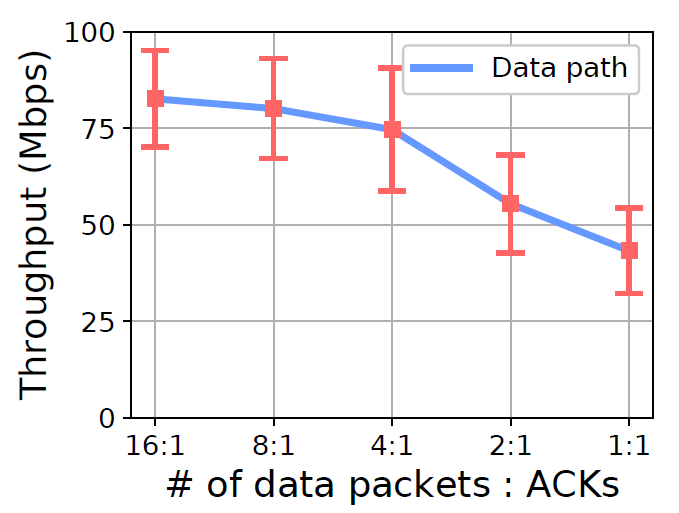 Throughput (Mbps)
100
75
50
25
0
Data path
16:1 8:1 4:1 2:1 1:1
# of data packets : ACKs